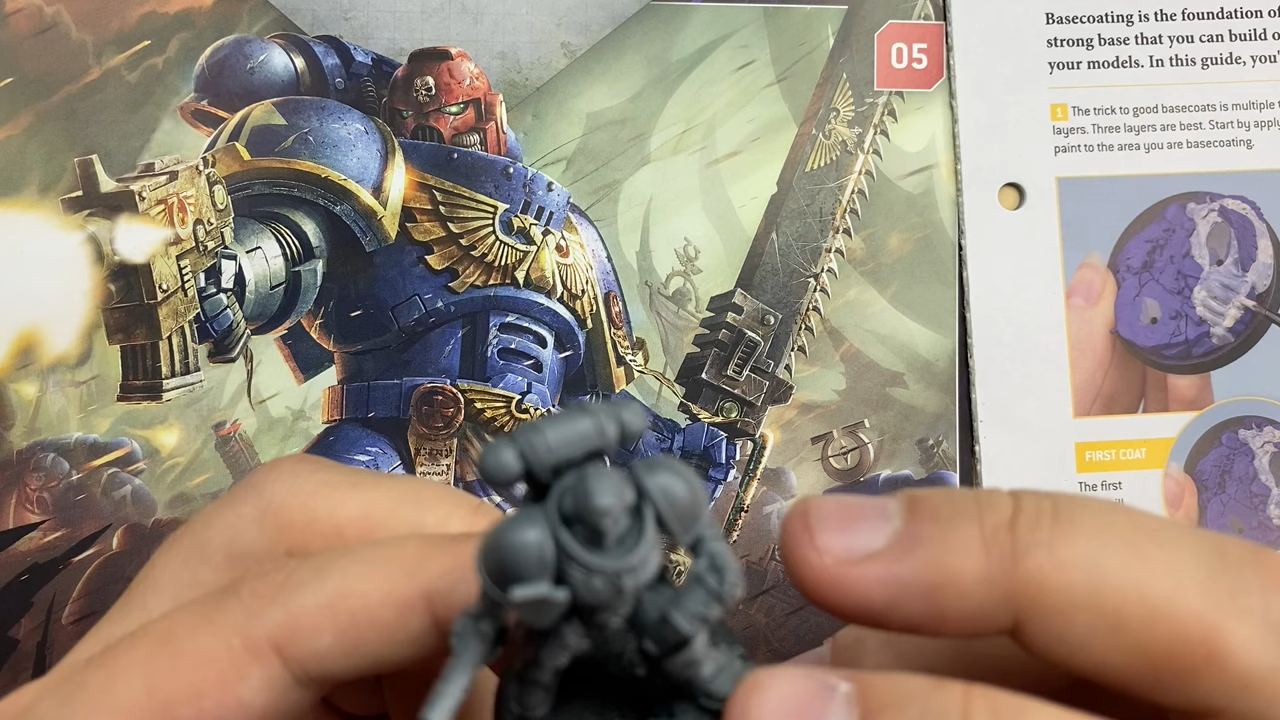 05
Basecoating is the foundation of
strong base that you can build o
your models. In this guide, you'
1 The trick to good basecoats is multiple t
layers. Three layers are best. Start by apply
paint to the area you are basecoating.
FIRST COAT
The first